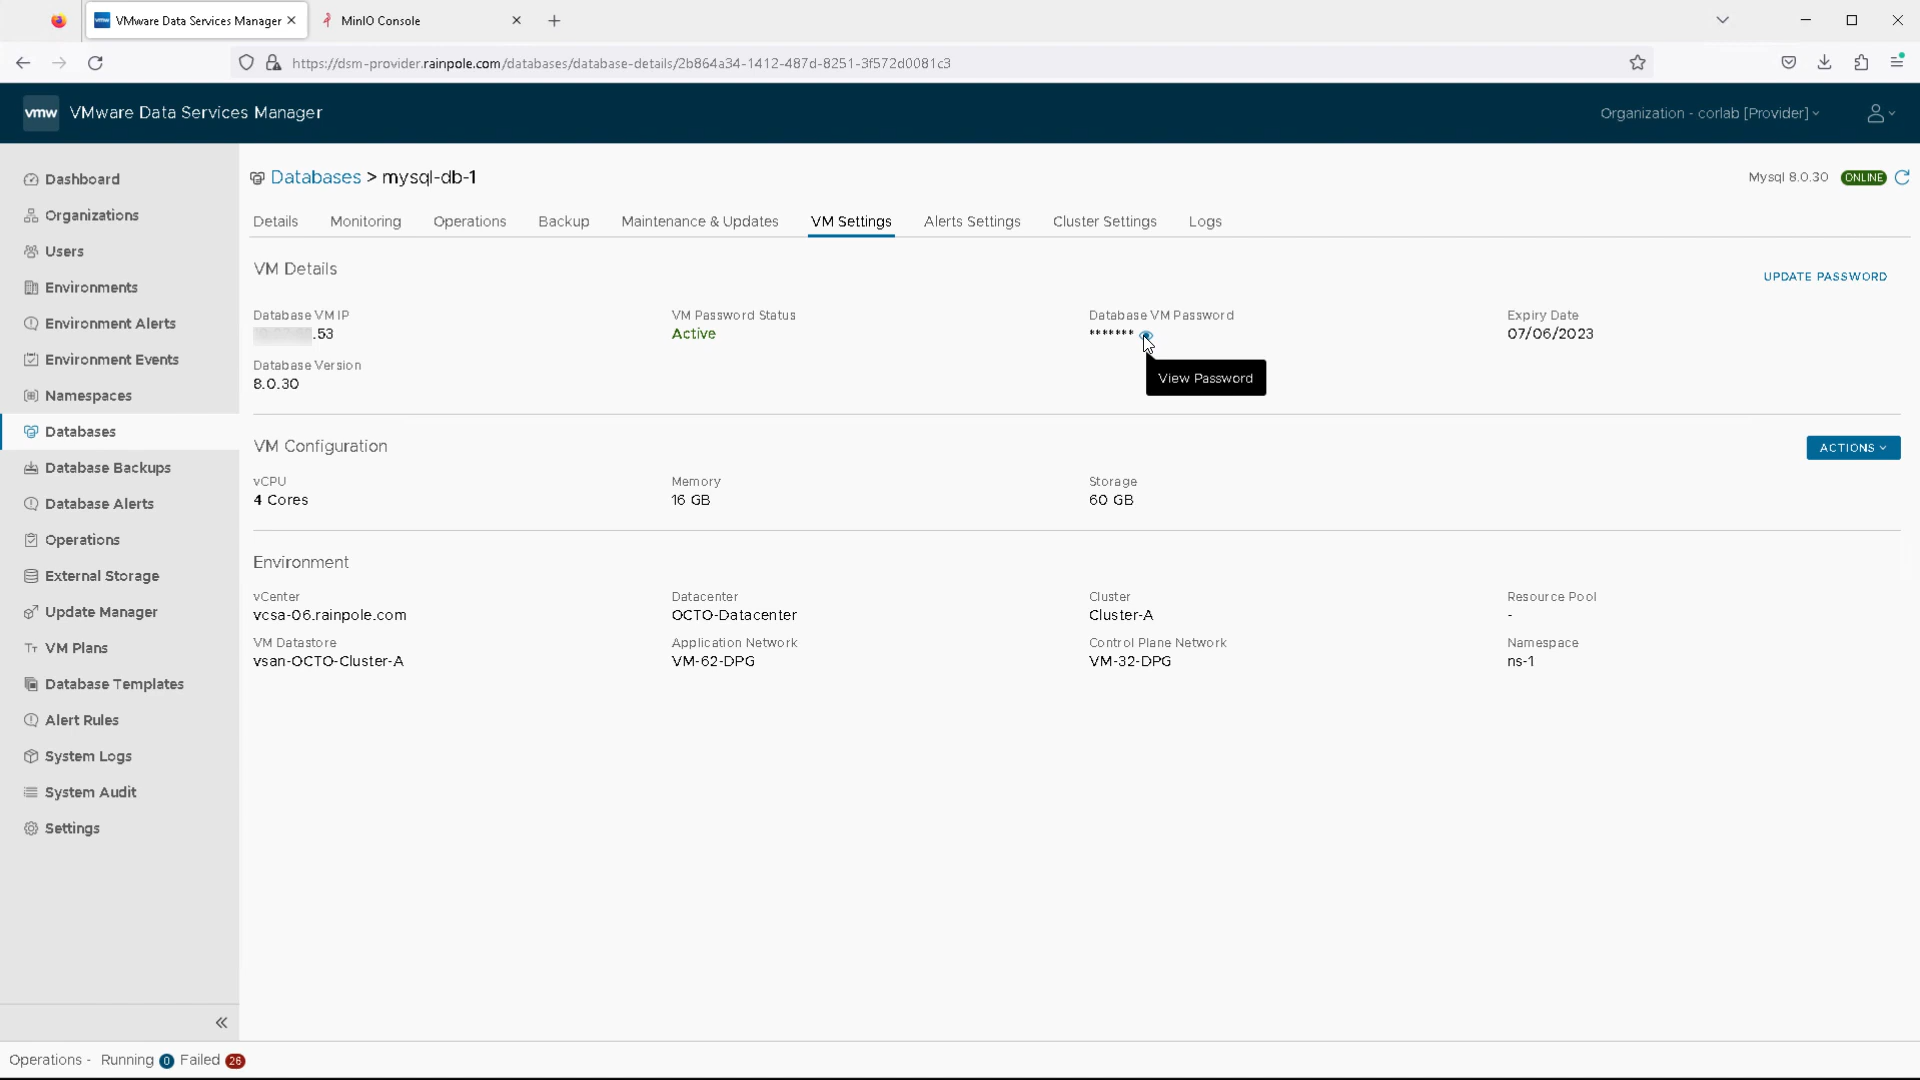 VMware Data Services Manager
MinIO Console
https://dsm-provider.rainpole.com/databases/database-details/2b864a34-1412-487d-8251-3f572d0081c3
vmw VMware Data Services Manager
Organization - corlab [Provider]
Dashboard
Organizations
Users
Environments
Environment Alerts
Environment Events
Namespaces
Databases
Database Backups
Database Alerts
Operations
External Storage
Update Manager
VM Plans
Database Templates
Alert Rules
System Logs
System Audit
Settings
Databases > mysql-db-1
Mysql 8.0.30 ONLINE
Details Monitoring Operations Backup Maintenance & Updates VM Settings Alerts Settings Cluster Settings Logs
VM Details
UPDATE PASSWORD
Database VM IP VM Password Status Database VM Password Expiry Date
.53 Active ******* 07/06/2023
Database Version
8.0.30
View Password
VM Configuration
ACTIONS
vCPU Memory Storage
4 Cores 16 GB 60 GB
Environment
vCenter Datacenter Cluster Resource Pool
vcsa-06.rainpole.com OCTO-Datacenter Cluster-A -
VM Datastore Application Network Control Plane Network Namespace
vsan-OCTO-Cluster-A VM-62-DPG VM-32-DPG ns-1
Operations - Running 0 Failed 26